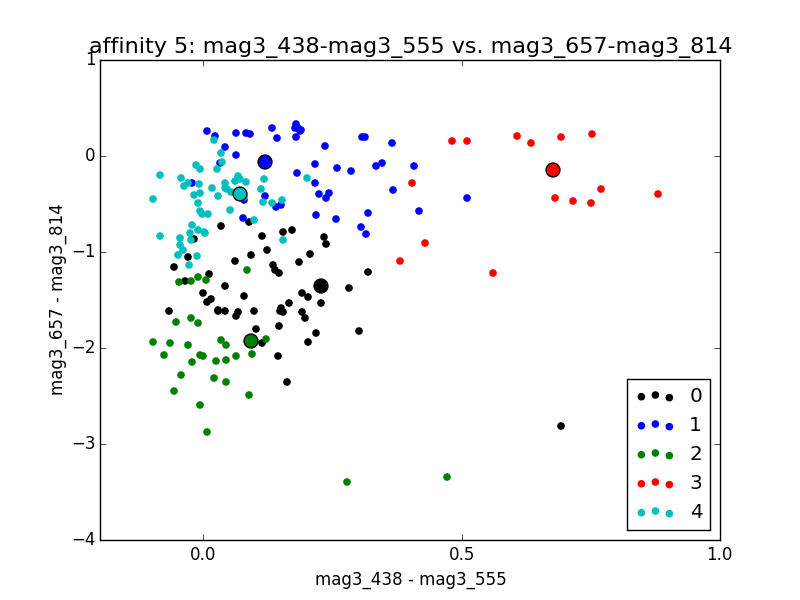 affinity 5: mag3_438-mag3_555 vs. mag3_657-mag3_814
1
0
−1
−2
−3
−4
mag3_657 - mag3_814
0.0 0.5 1.0
mag3_438 - mag3_555
0
1
2
3
4